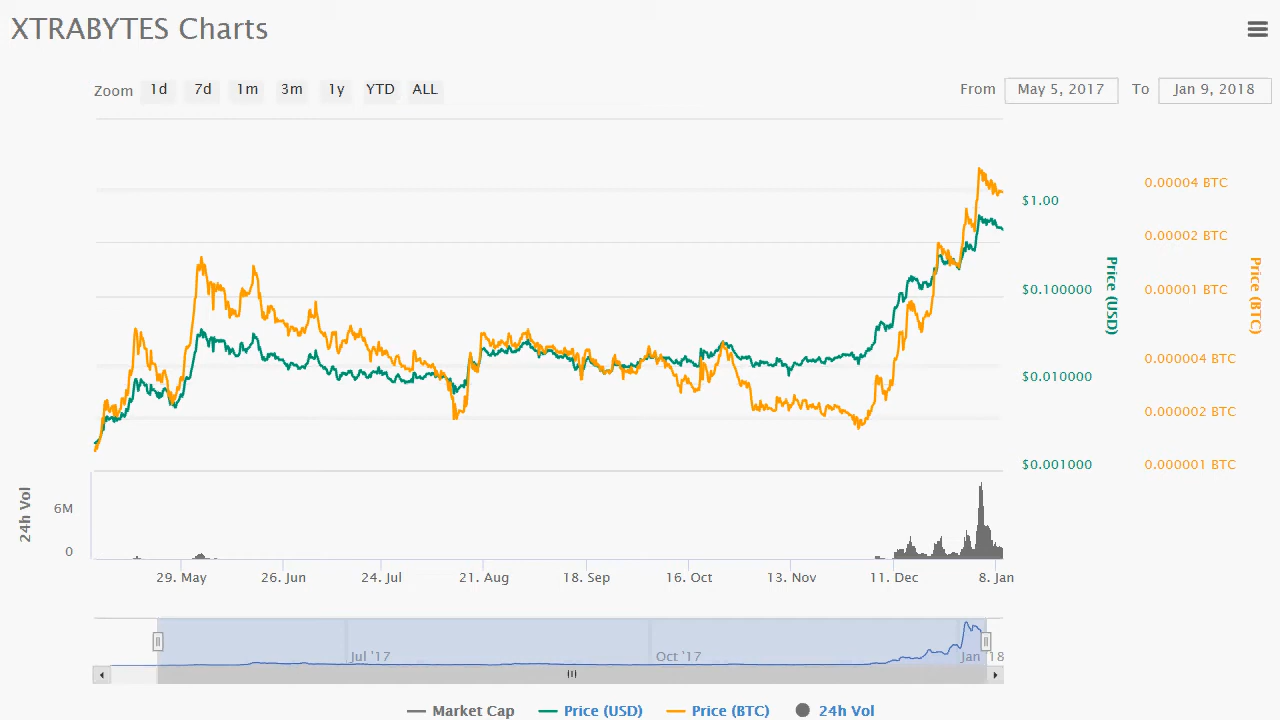 XTRABYTES Charts
Zoom 1d 7d 1m 3m 1y YTD ALL From May 5, 2017 To Jan 9, 2018
0.00004 BTC
$1.00
0.00002 BTC
Price (USD)
Price (BTC)
$0.100000 0.00001 BTC
0.000004 BTC
$0.010000
0.000002 BTC
$0.001000 0.000001 BTC
24h Vol
6M
0
29. May 26. Jun 24. Jul 21. Aug 18. Sep 16. Oct 13. Nov 11. Dec 8. Jan
Jul '17 Oct '17 Jan '18
Market Cap Price (USD) Price (BTC) 24h Vol